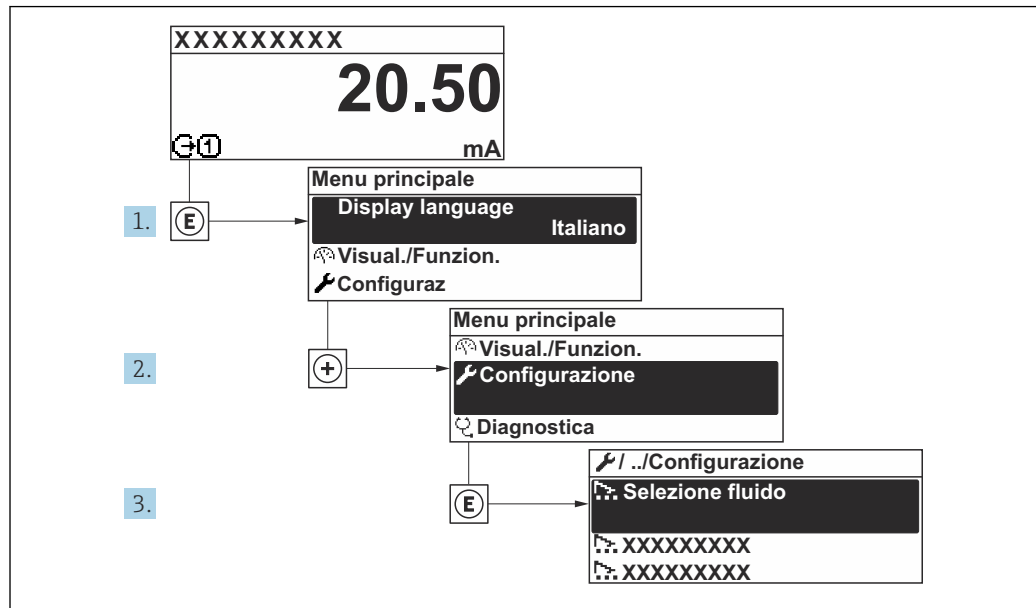 XXXXXXXXX
20.50
1
mA
1.
E
Menu principale
Display language
Italiano
Visual./Funzion.
Configuraz
2.
+
Menu principale
Visual./Funzion.
Configurazione
Diagnostica
3.
E
/ ../Configurazione
Selezione fluido
XXXXXXXXX
XXXXXXXXX